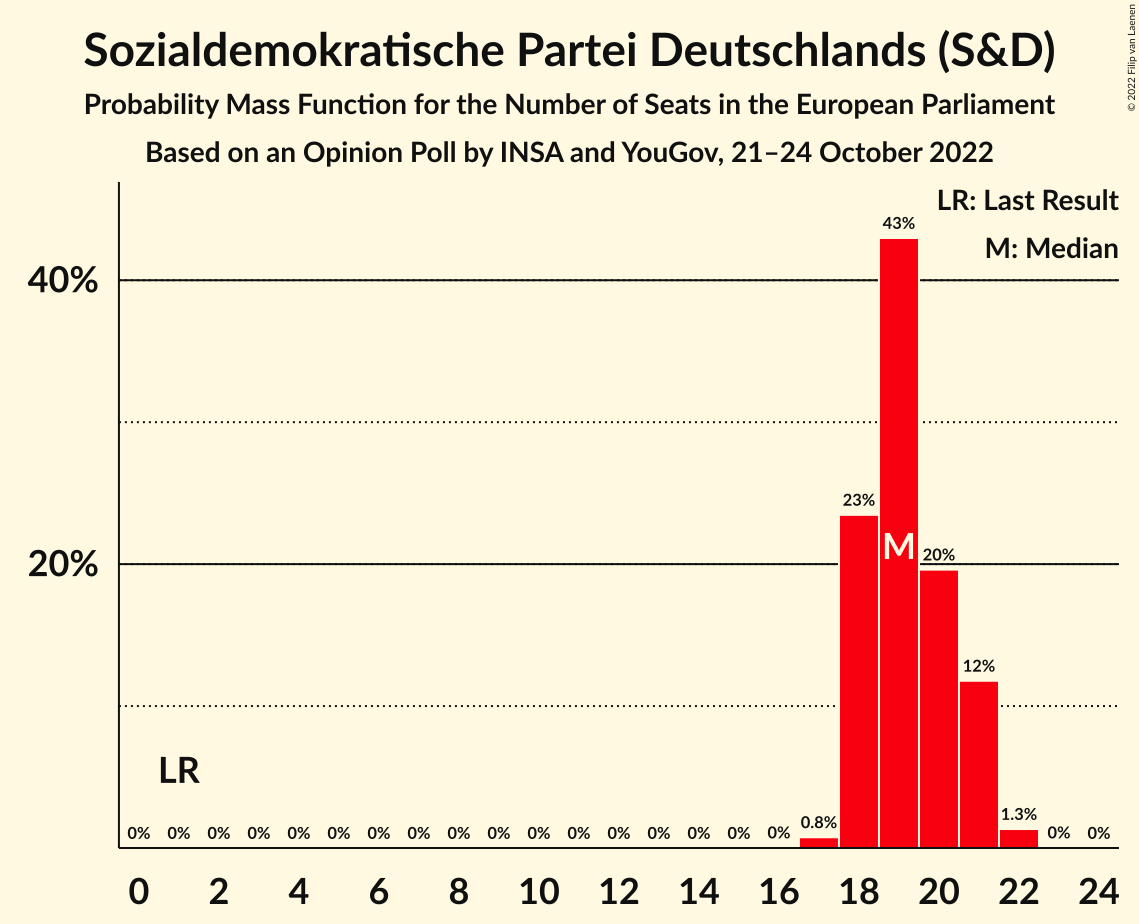 Sozialdemokratische Partei Deutschlands (S&D)
Probability Mass Function for the Number of Seats in the European Parliament
Based on an Opinion Poll by INSA and YouGov, 21–24 October 2022
© 2022 Filip van Laenen
LR: Last Result
M: Median
43%
40%
23%
M
20%
20%
12%
LR
0% 0% 0% 0% 0% 0% 0% 0% 0% 0% 0% 0% 0% 0% 0% 0% 0% 0.8% 1.3% 0% 0%
0 2 4 6 8 10 12 14 16 18 20 22 24